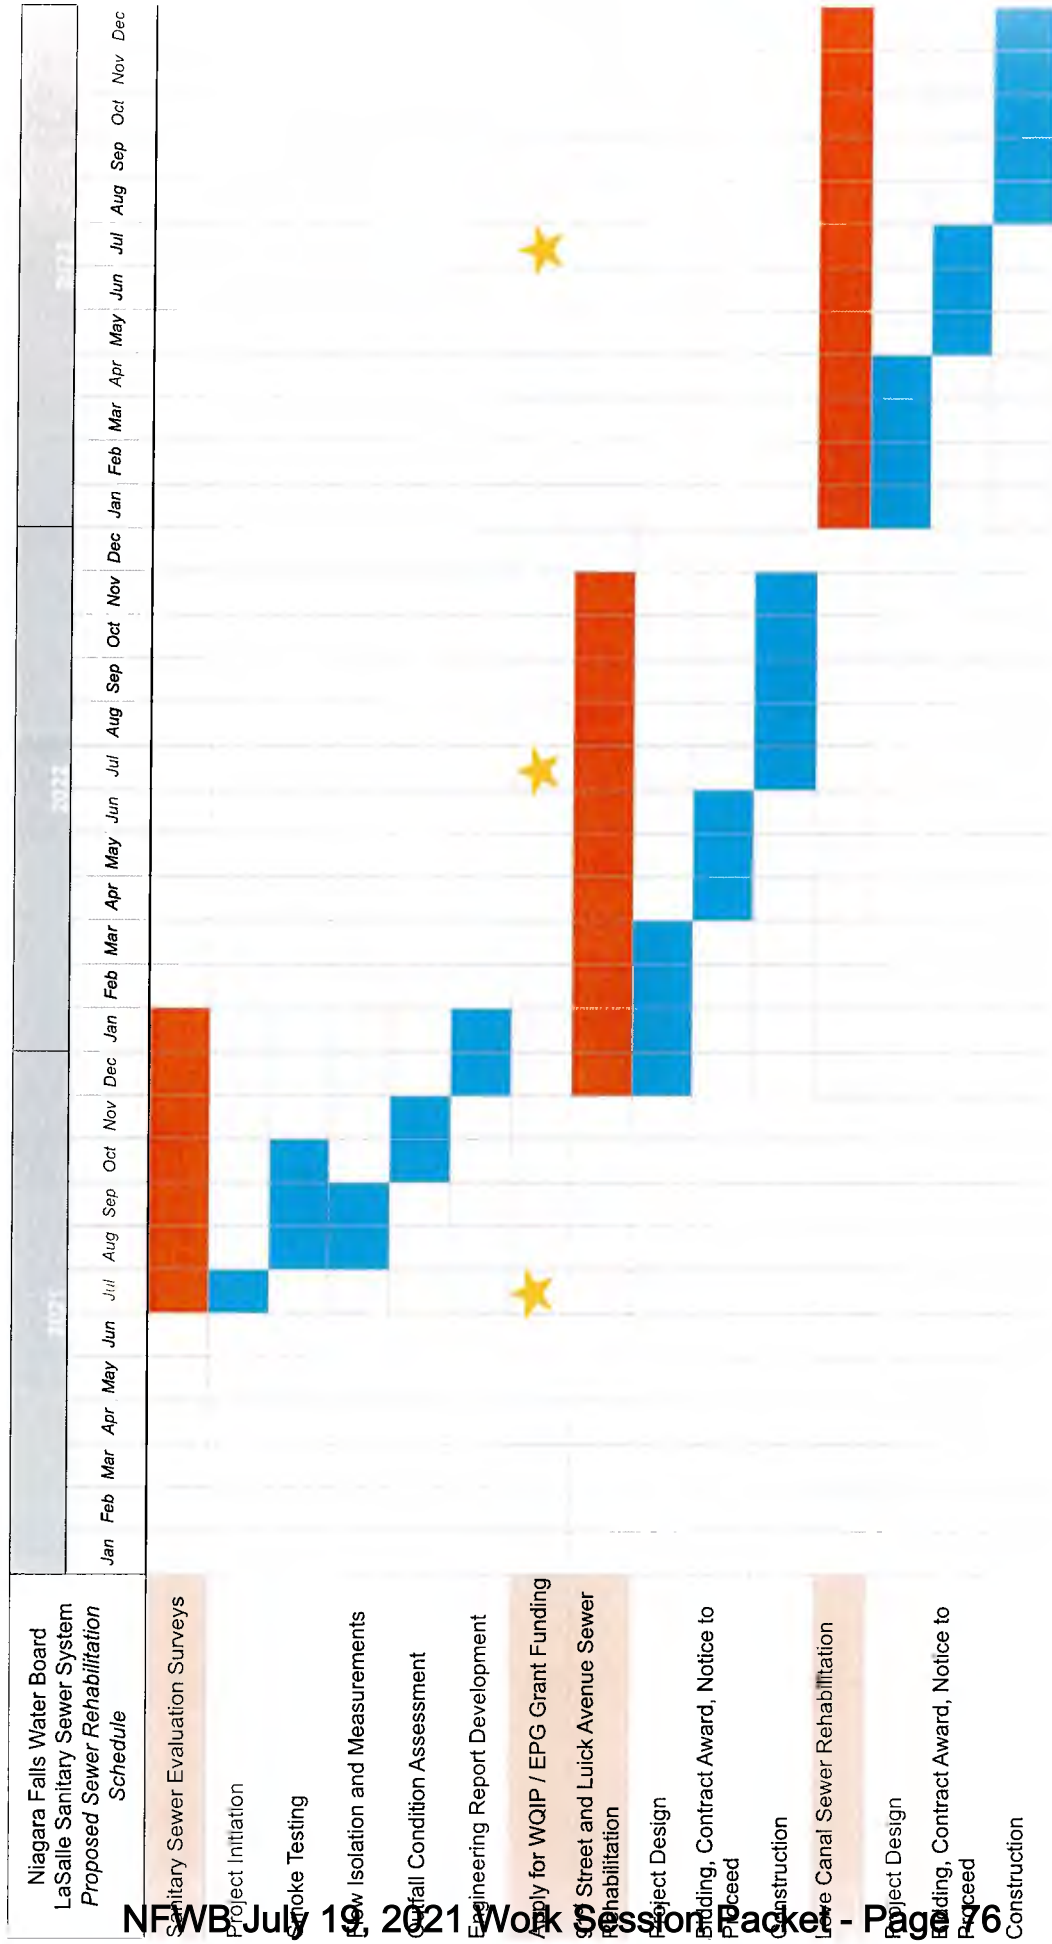 Niagara Falls Water Board
LaSalle Sanitary Sewer System
Proposed Sewer Rehabilitation
Schedule
2021
2022
2023
Jan Feb Mar Apr May Jun Jul Aug Sep Oct Nov Dec Jan Feb Mar Apr May Jun Jul Aug Sep Oct Nov Dec Jan Feb Mar Apr May Jun Jul Aug Sep Oct Nov Dec
Sanitary Sewer Evaluation Surveys
Project Initiation
Smoke Testing
Flow Isolation and Measurements
Outfall Condition Assessment
Engineering Report Development
Apply for WQIP / EPG Grant Funding
Street and Luick Avenue Sewer
Rehabilitation
Project Design
Bidding, Contract Award, Notice to
Proceed
Construction
Love Canal Sewer Rehabilitation
Project Design
Bidding, Contract Award, Notice to
Proceed
Construction
NFWB July 19, 2021 Work Session Packet - Page 76